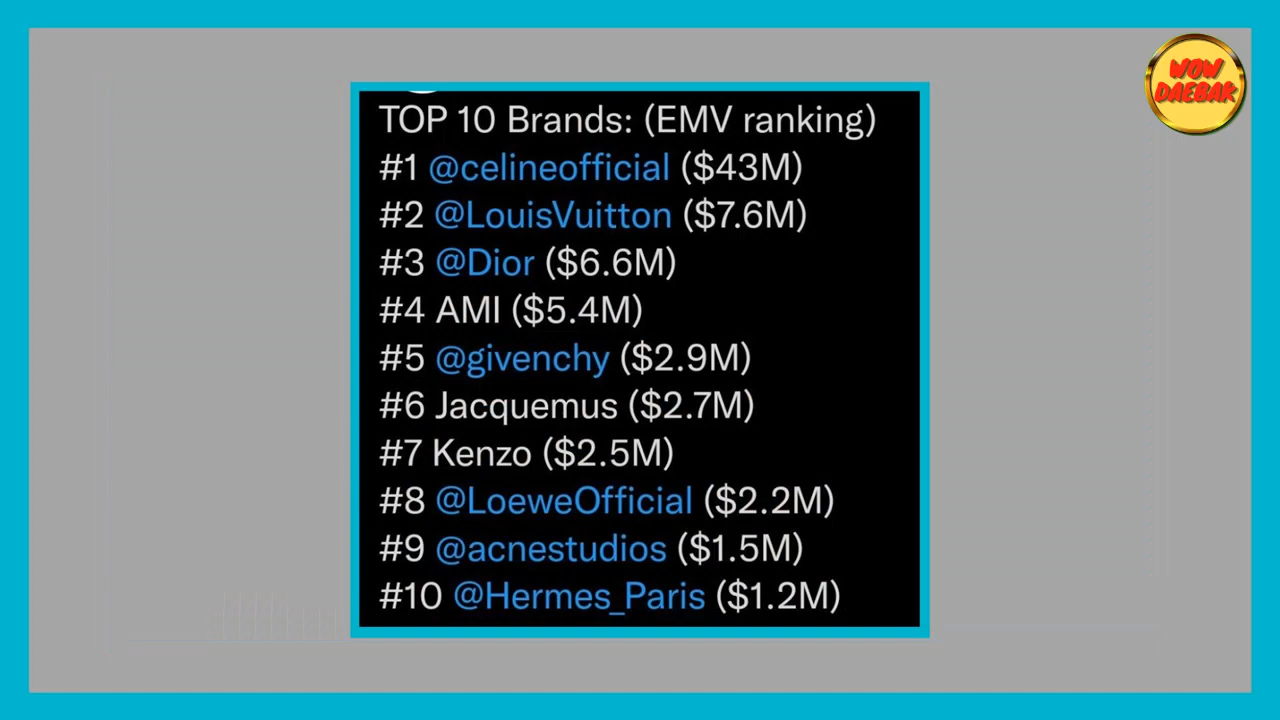 WOW
DAEBAK
TOP 10 Brands: (EMV ranking)
#1 @celineofficial ($43M)
#2 @LouisVuitton ($7.6M)
#3 @Dior ($6.6M)
#4 AMI ($5.4M)
#5 @givenchy ($2.9M)
#6 Jacquemus ($2.7M)
#7 Kenzo ($2.5M)
#8 @LoeweOfficial ($2.2M)
#9 @acnestudios ($1.5M)
#10 @Hermes_Paris ($1.2M)